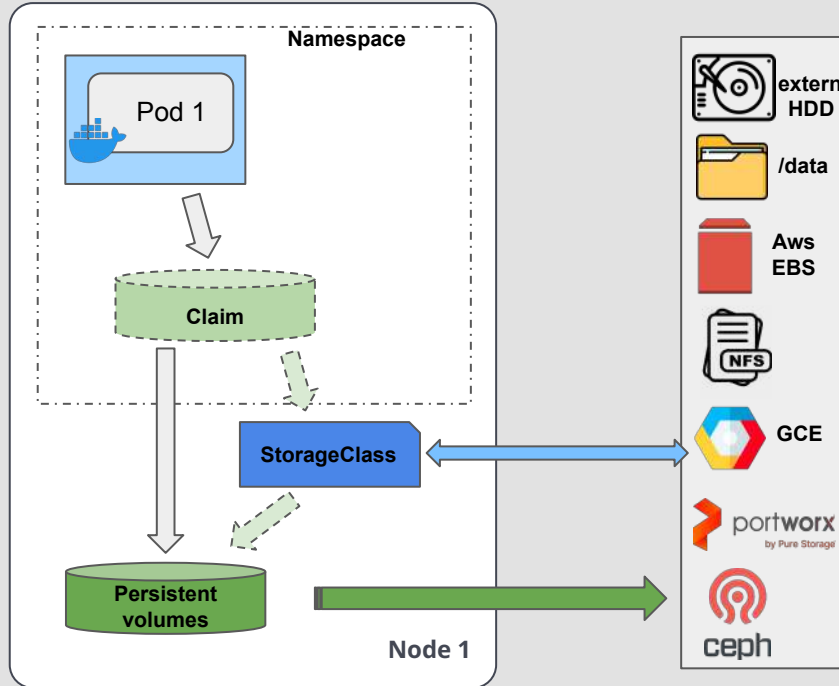 Namespace
Pod 1
Claim
StorageClass
Persistent
volumes
Node 1
extern
HDD
/data
Aws
EBS
NFS
GCE
portworx
by Pure Storage
ceph